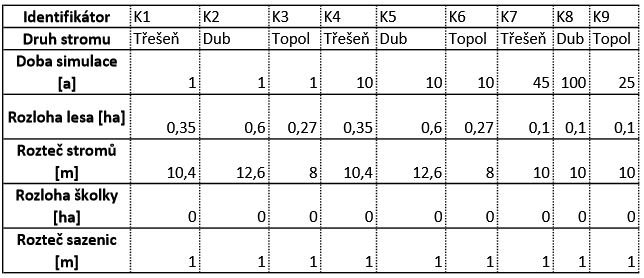 Identifikátor K1 K2 K3 K4 K5 K6 K7 K8 K9
Druh stromu Třešeň Dub Topol Třešeň Dub Topol Třešeň Dub Topol
Doba simulace
[a] 1 1 1 10 10 10 45 100 25
Rozloha lesa [ha] 0,35 0,6 0,27 0,35 0,6 0,27 0,1 0,1 0,1
Rozteč stromů
[m] 10,4 12,6 8 10,4 12,6 8 10 10 10
Rozloha školky
[ha] 0 0 0 0 0 0 0 0 0
Rozteč sazenic
[m] 1 1 1 1 1 1 1 1 1